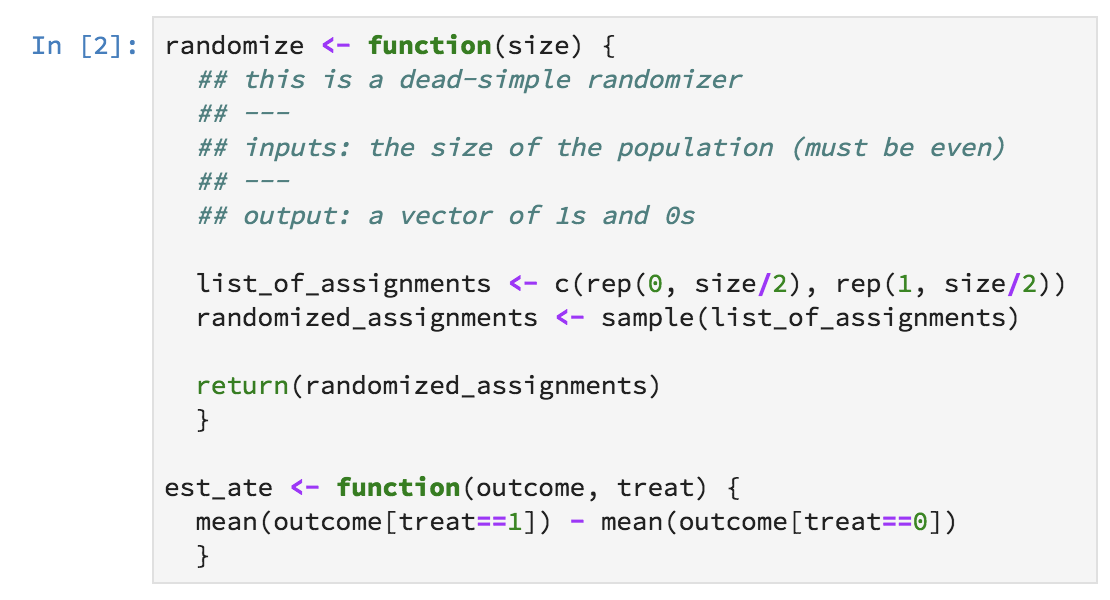 In [2]:
randomize <- function(size) {
  ## this is a dead-simple randomizer
  ## ---
  ## inputs: the size of the population (must be even)
  ## ---
  ## output: a vector of 1s and 0s

  list_of_assignments <- c(rep(0, size/2), rep(1, size/2))
  randomized_assignments <- sample(list_of_assignments)

  return(randomized_assignments)
  }

est_ate <- function(outcome, treat) {
  mean(outcome[treat==1]) - mean(outcome[treat==0])
  }